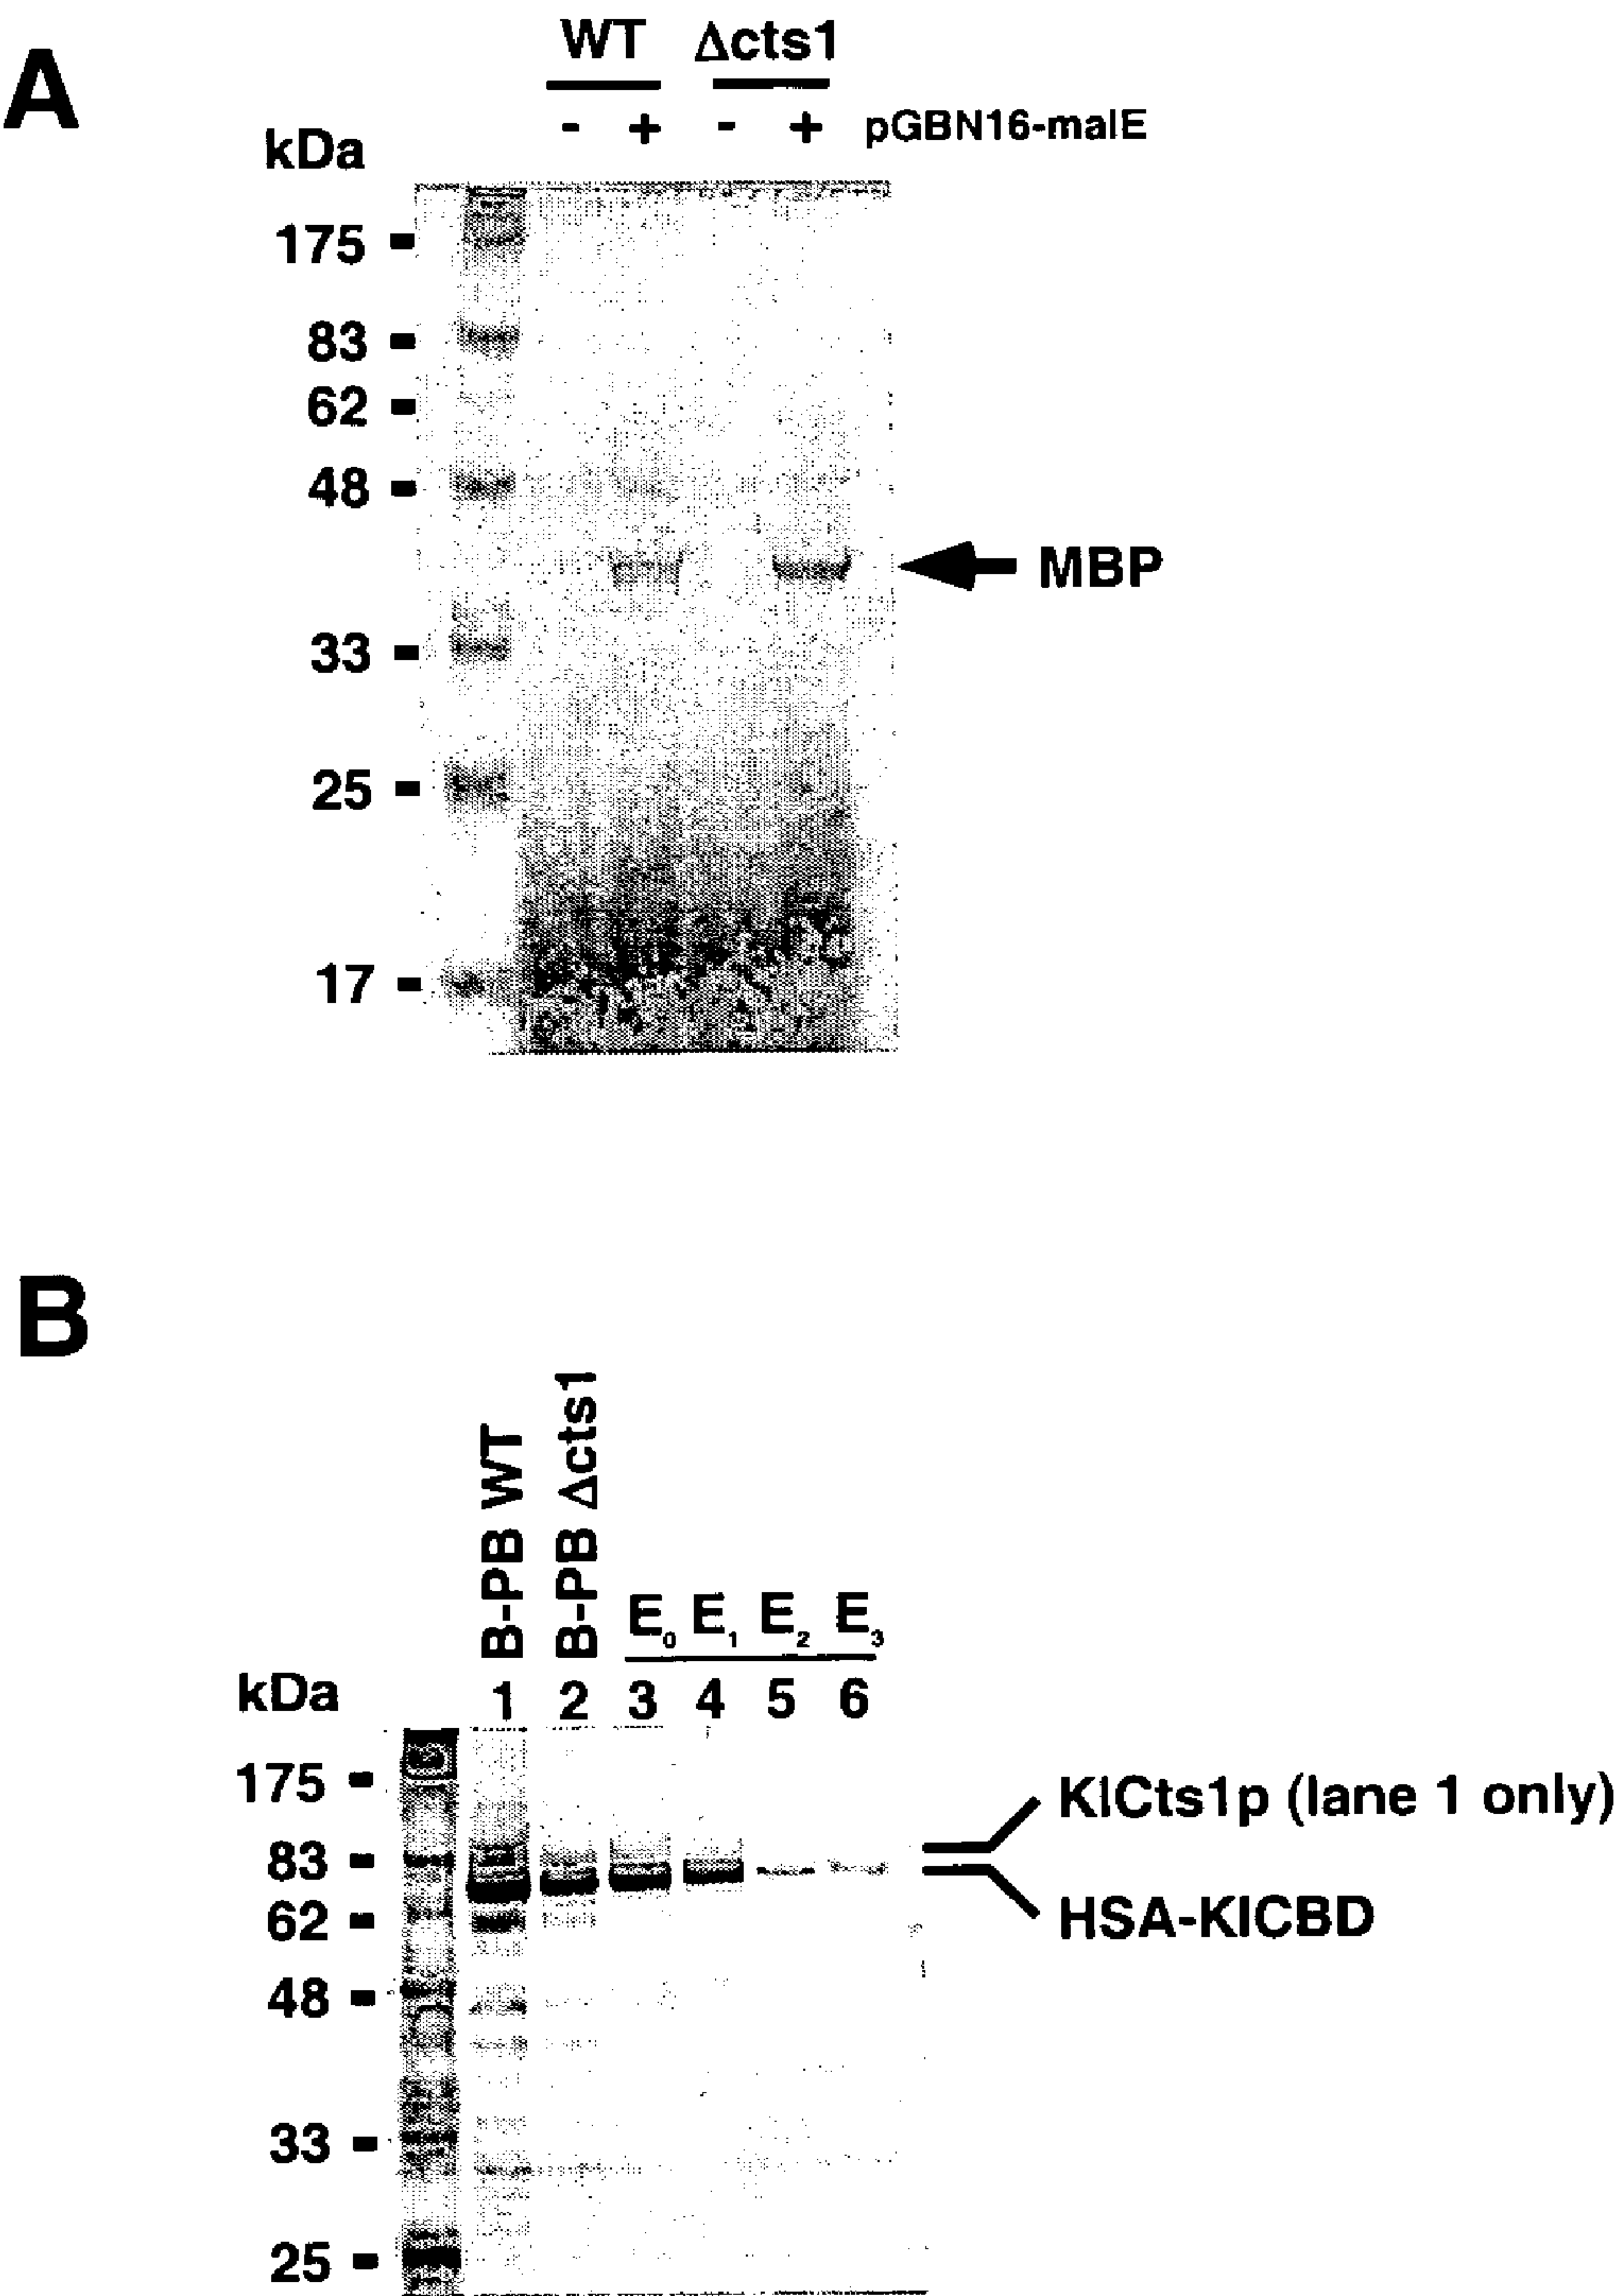 A
WT Δcts1
- + - + pGBN16-malE
kDa
175
83
62
48
MBP
33
25
17
B
B-PB WT
B-PB Δcts1
E0 E1 E2 E3
kDa 1 2 3 4 5 6
175
KlCts1p (lane 1 only)
83
62
HSA-KlCBD
48
33
25